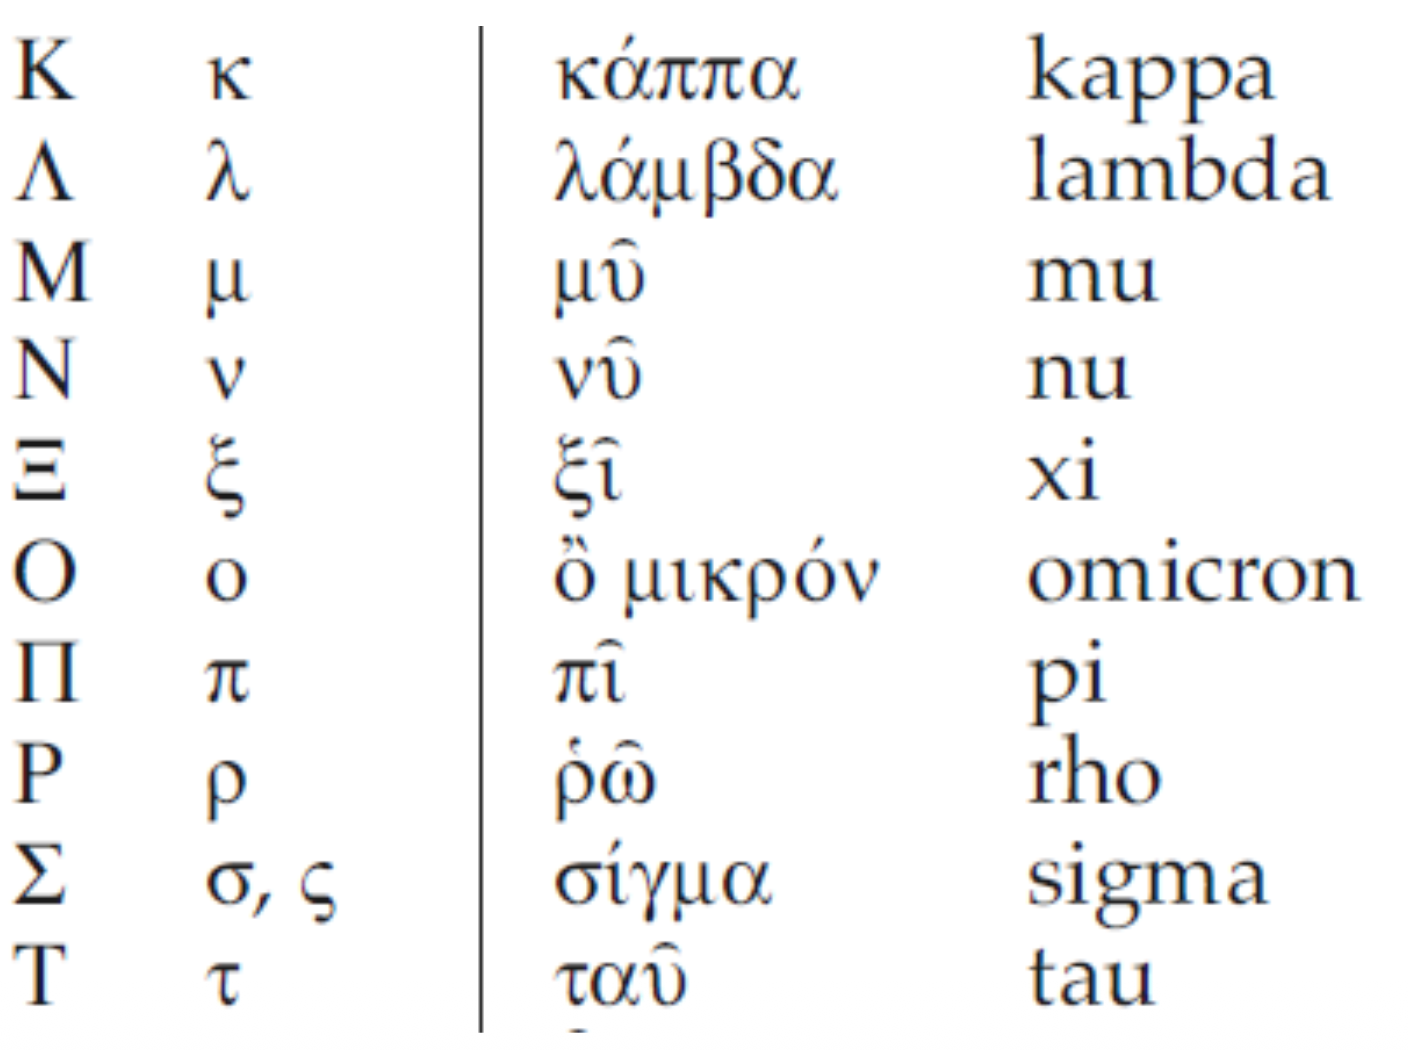 Κ κ κάππα kappa
Λ λ λάμβδα lambda
Μ μ μῦ mu
Ν ν νῦ nu
Ξ ξ ξῖ xi
Ο ο ὂ μικρόν omicron
Π π πῖ pi
Ρ ρ ῥῶ rho
Σ σ, ς σίγμα sigma
Τ τ ταῦ tau